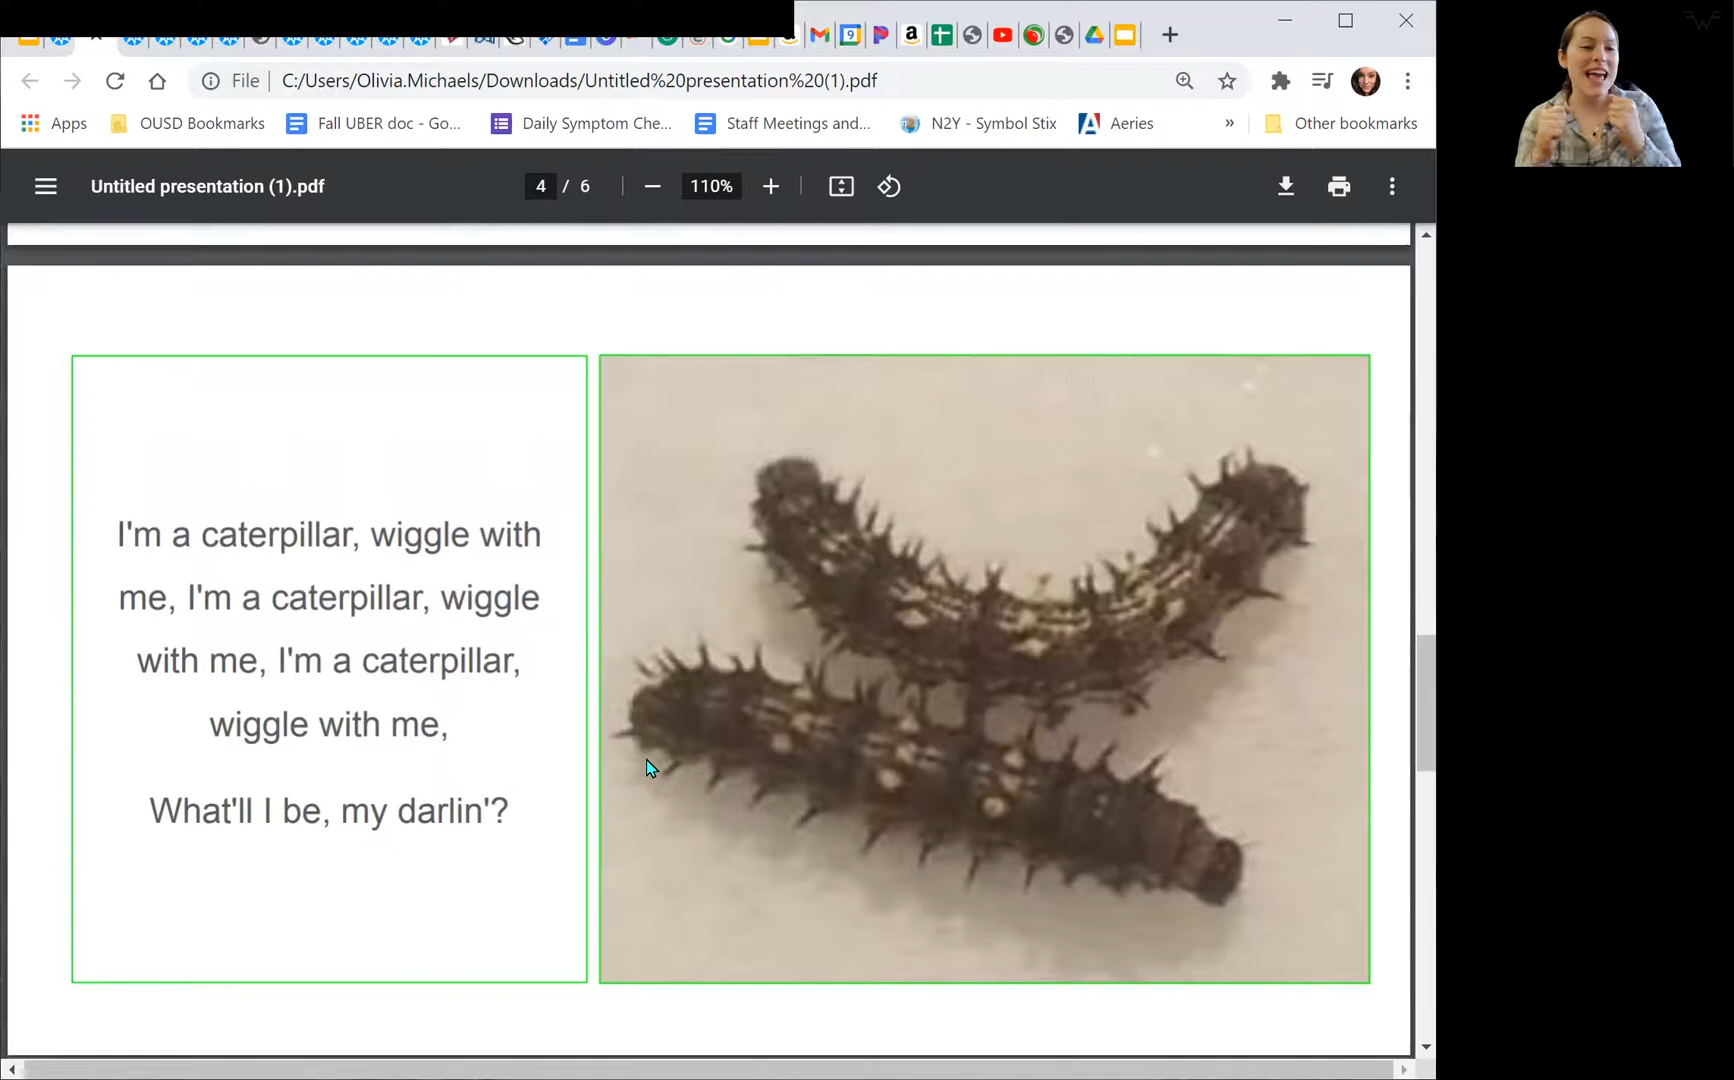 File
C:/Users/Olivia.Michaels/Downloads/Untitled%20presentation%20(1).pdf
Apps
OUSD Bookmarks
Fall UBER doc - Go...
Daily Symptom Che...
Staff Meetings and...
N2Y - Symbol Stix
Aeries
»
Other bookmarks
Untitled presentation (1).pdf
4 / 6
110%
I'm a caterpillar, wiggle with
me, I'm a caterpillar, wiggle
with me, I'm a caterpillar,
wiggle with me,
What'll I be, my darlin'?